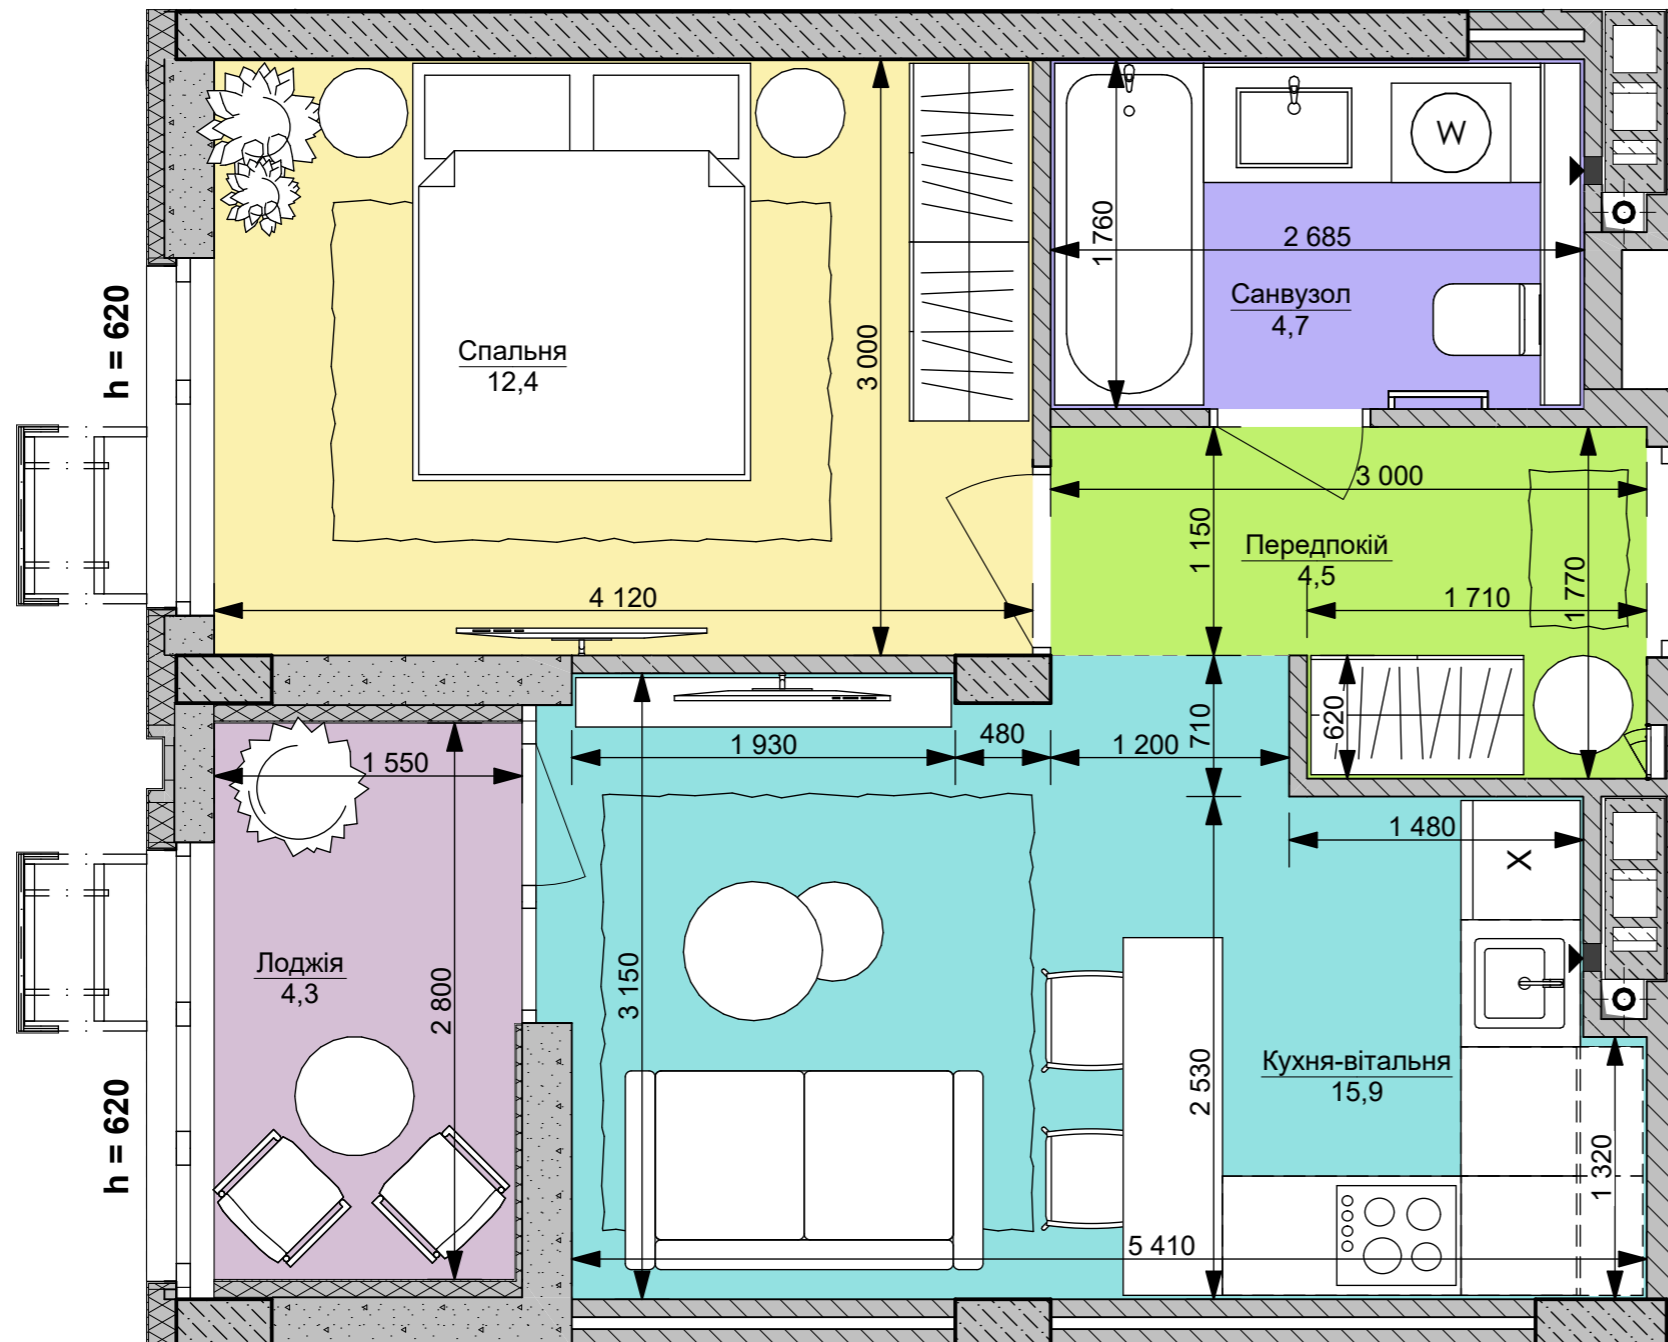 W
1 760
2 685
Санвузол
4,7
h = 620
Спальня
12,4
3 000
3 000
1 150
Передпокій
4,5
1 770
4 120
1 710
620
710
1 930
480
1 200
1 550
1 480
X
Лоджія
4,3
2 800
3 150
2 530
Кухня-вітальня
15,9
h = 620
1 320
5 410